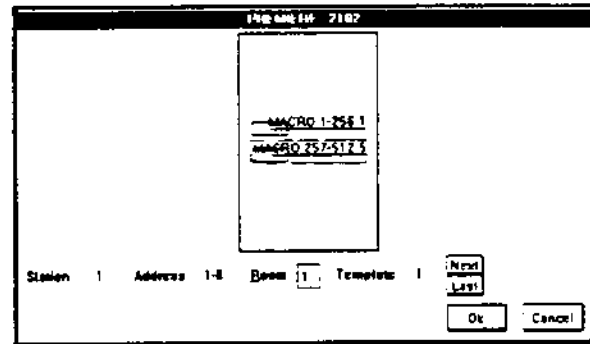 2102
MACRO 1-256 1
MACRO 257-512 5
Station 1 Address 1-8 Room 1 Template 1
Next
Last
Ok Cancel